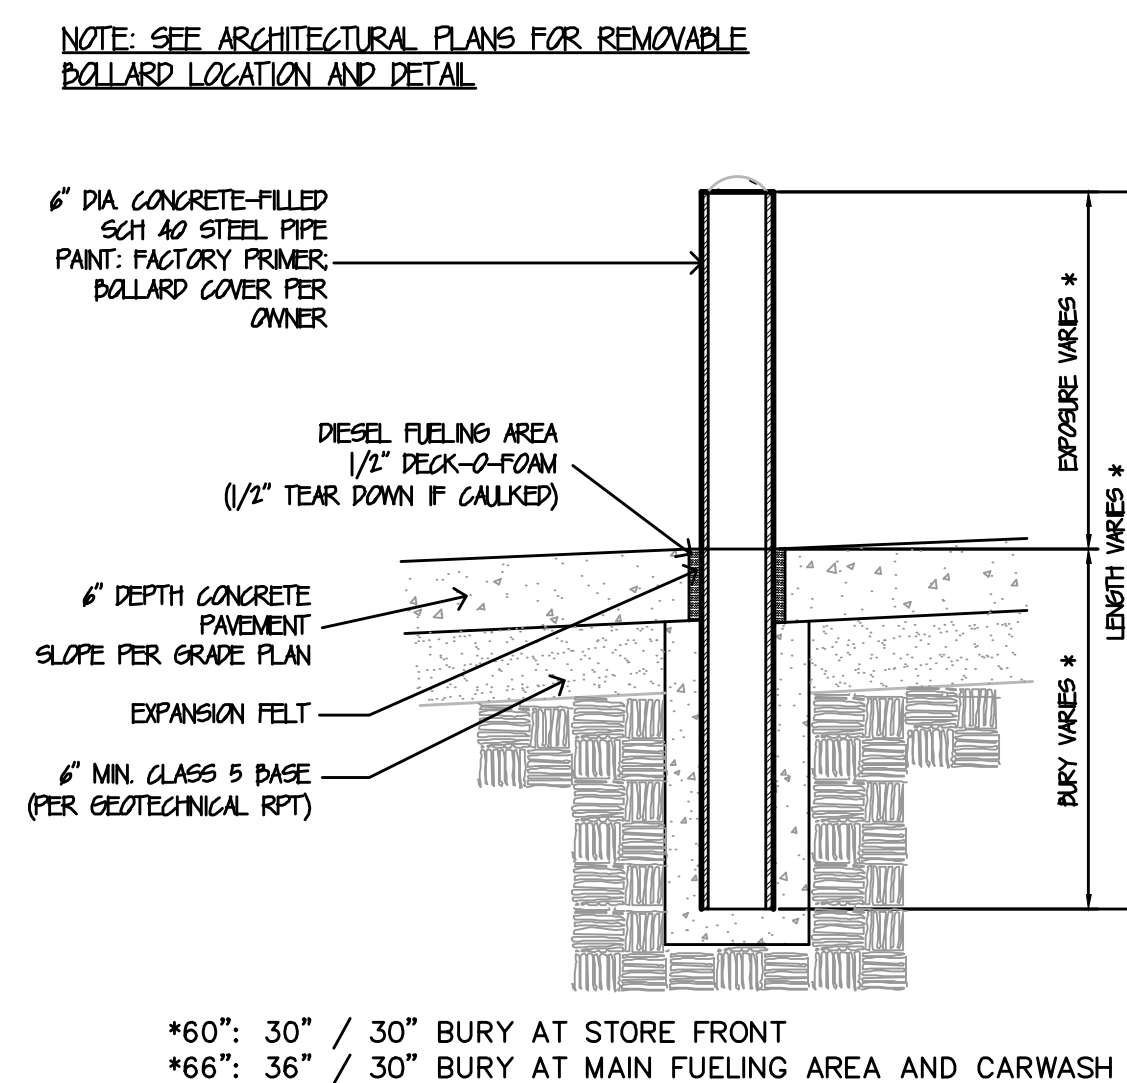 NOTE: SEE ARCHITECTURAL PLANS FOR REMOVABLE
BOLLARD LOCATION AND DETAIL
6" DIA. CONCRETE-FILLED
SCH 40 STEEL PIPE
PAINT: FACTORY PRIMER;
BOLLARD COVER PER
OWNER
DIESEL FUELING AREA
1/2" DECK-O-FOAM
(1/2" TEAR DOWN IF CAULKED)
6" DEPTH CONCRETE
PAVEMENT
SLOPE PER GRADE PLAN
EXPANSION FELT
6" MIN. CLASS 5 BASE
(PER GEOTECHNICAL RPT)
EXPOSURE VARIES *
LENGTH VARIES *
BURY VARIES *
*60": 30" / 30" BURY AT STORE FRONT
*66": 36" / 30" BURY AT MAIN FUELING AREA AND CARWASH